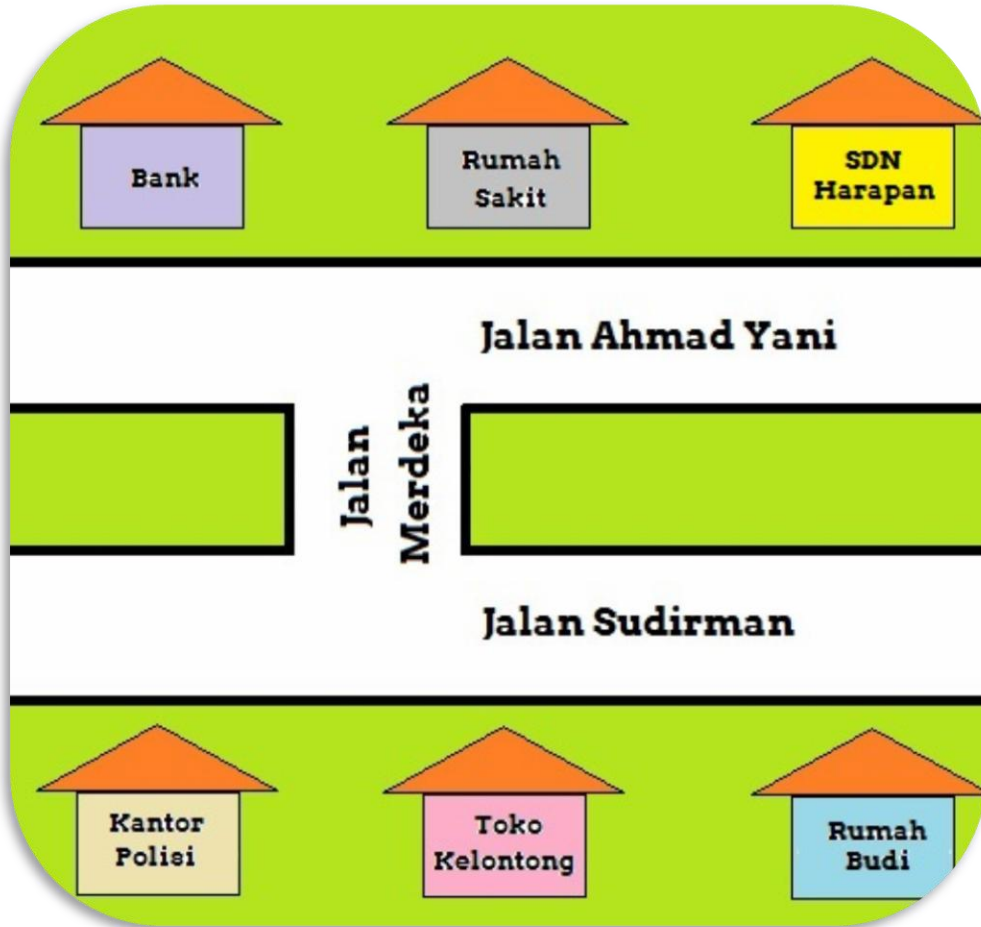 Bank
Rumah
Sakit
SDN
Harapan
Jalan Ahmad Yani
Jalan
Merdeka
Jalan Sudirman
Kantor
Polisi
Toko
Kelontong
Rumah
Budi